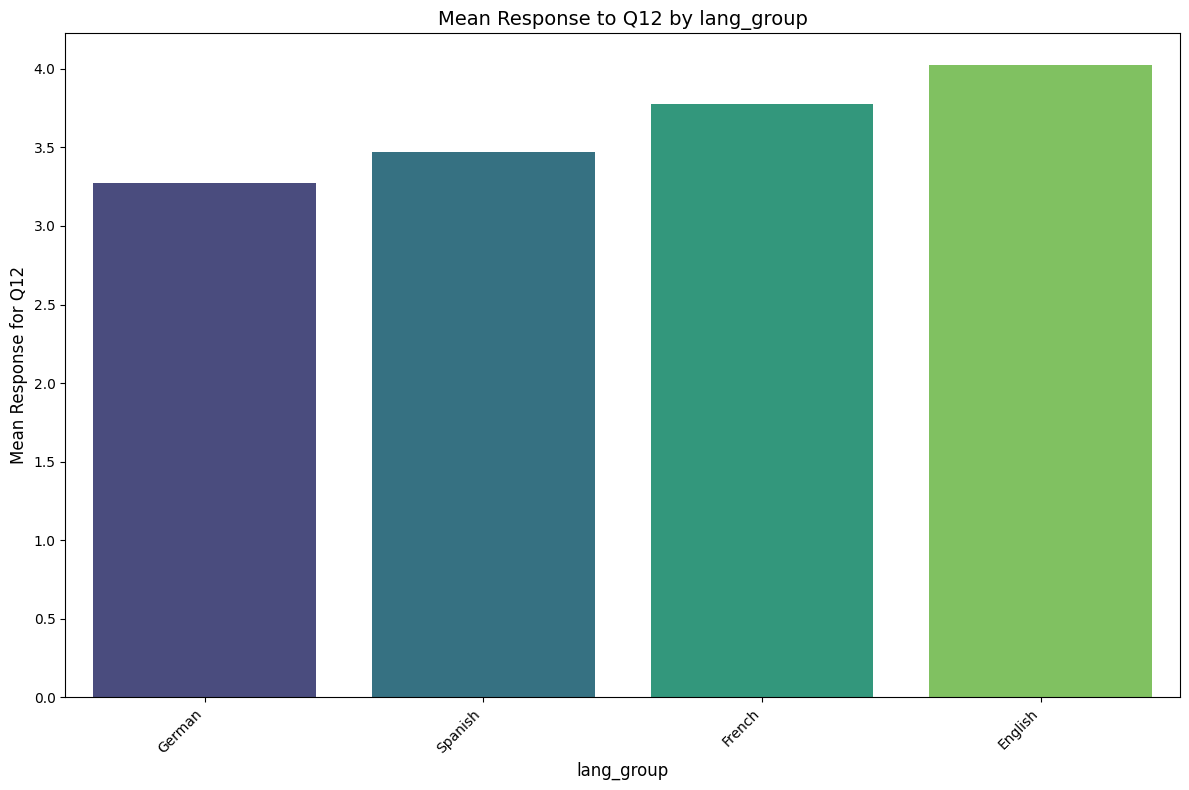 Mean Response to Q12 by lang_group
Mean Response for Q12
4.0
3.5
3.0
2.5
2.0
1.5
1.0
0.5
0.0
German
Spanish
French
English
lang_group